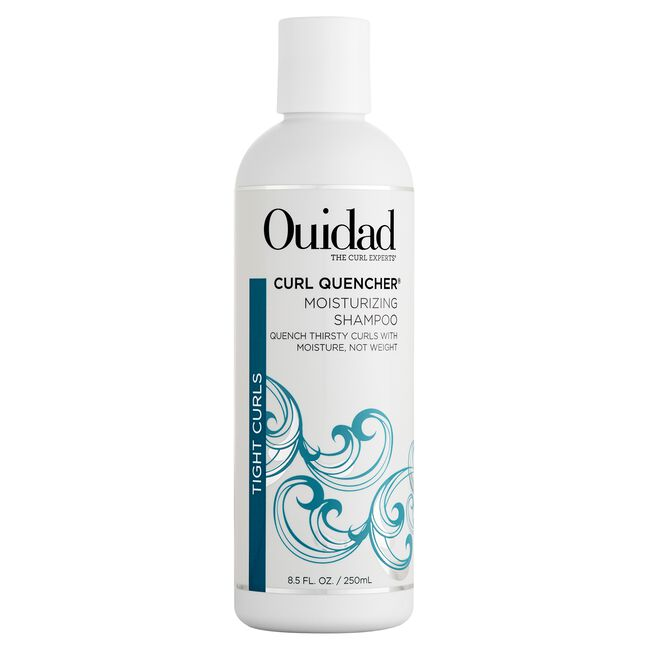 Ouidad
THE CURL EXPERTS®
CURL QUENCHER®
MOISTURIZING
SHAMPOO
QUENCH THIRSTY CURLS WITH
MOISTURE, NOT WEIGHT
TIGHT CURLS
8.5 FL. OZ. / 250mL